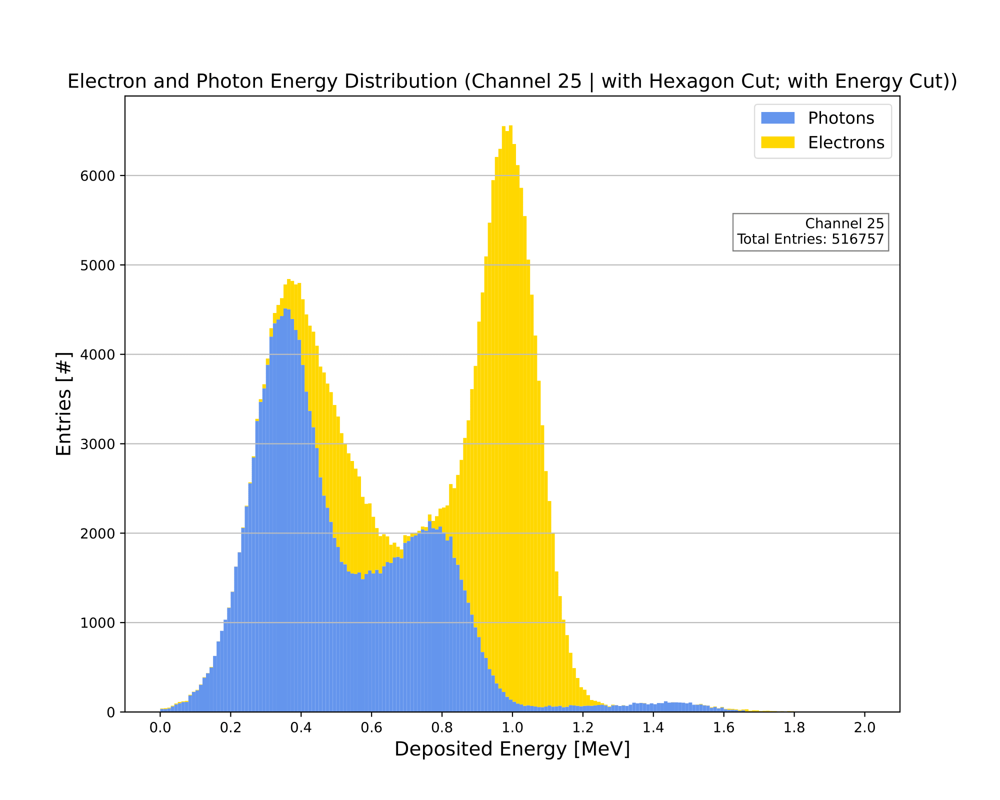 Electron and Photon Energy Distribution (Channel 25 | with Hexagon Cut; with Energy Cut))
Photons
Electrons
Channel 25
Total Entries: 516757
Entries [#]
6000
5000
4000
3000
2000
1000
0
0.0 0.2 0.4 0.6 0.8 1.0 1.2 1.4 1.6 1.8 2.0
Deposited Energy [MeV]